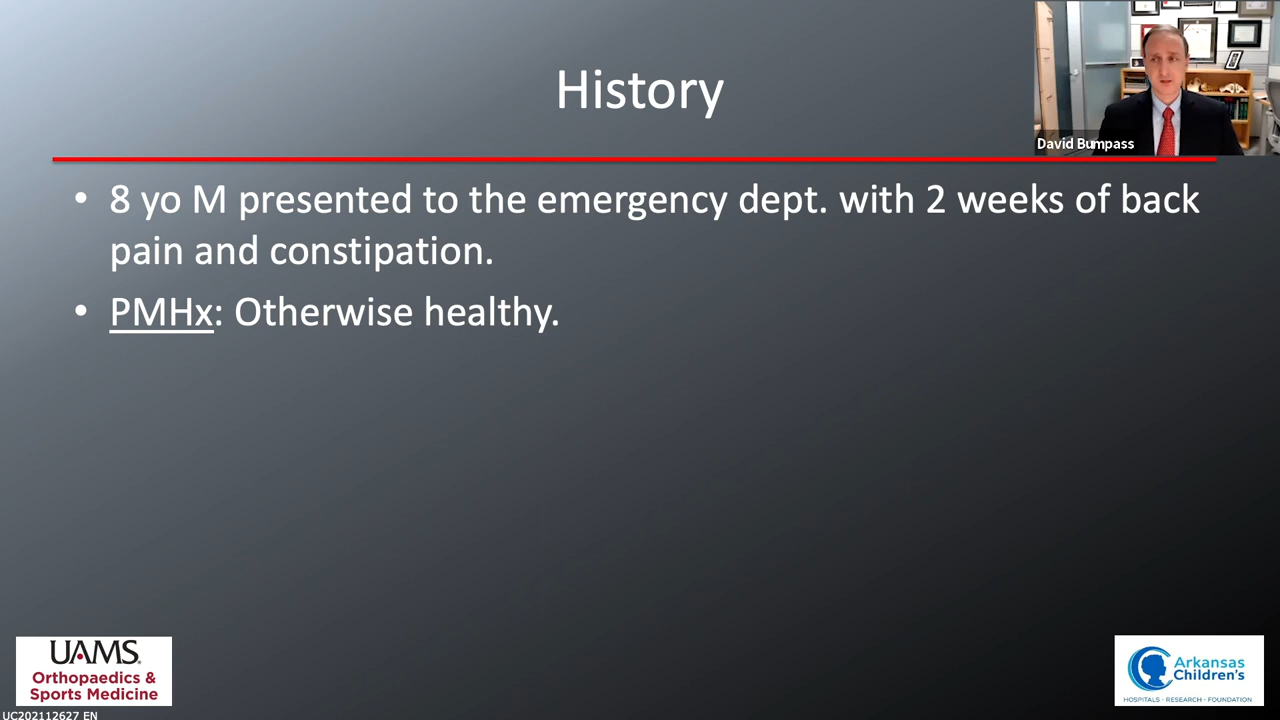 History
David Bumpass
• 8 yo M presented to the emergency dept. with 2 weeks of back
pain and constipation.
• PMHx: Otherwise healthy.
UAMS
Orthopaedics &
Sports Medicine
Arkansas
Children's
HOSPITALS • RESEARCH • FOUNDATION
UC202112627 EN